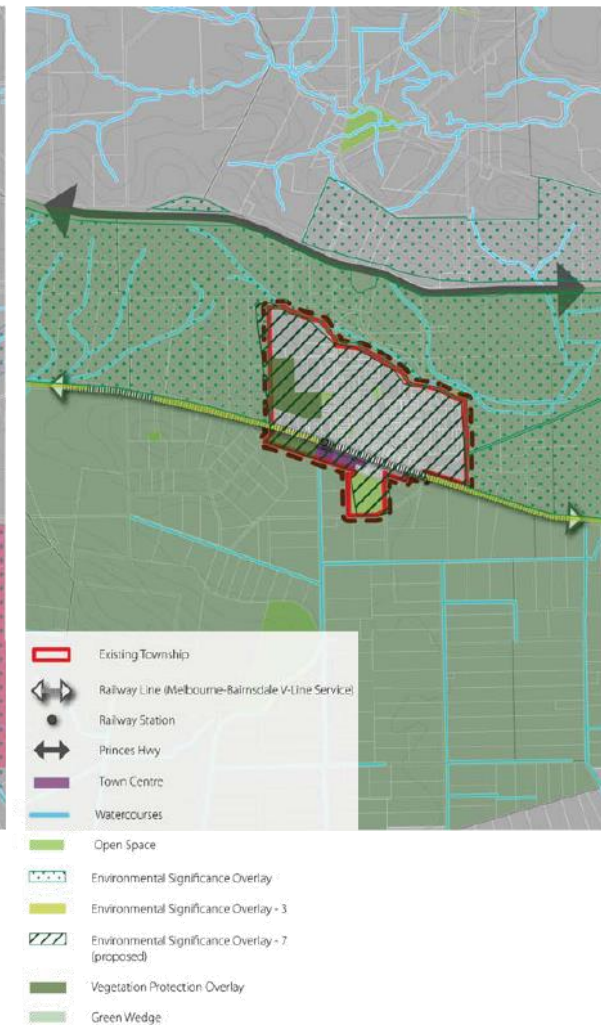 Existing Township
Railway Line (Melbourne-Bairnsdale V-Line Service)
Railway Station
Princes Hwy
Town Centre
Watercourses
Open Space
Environmental Significance Overlay
Environmental Significance Overlay - 3
Environmental Significance Overlay - 7
(proposed)
Vegetation Protection Overlay
Green Wedge